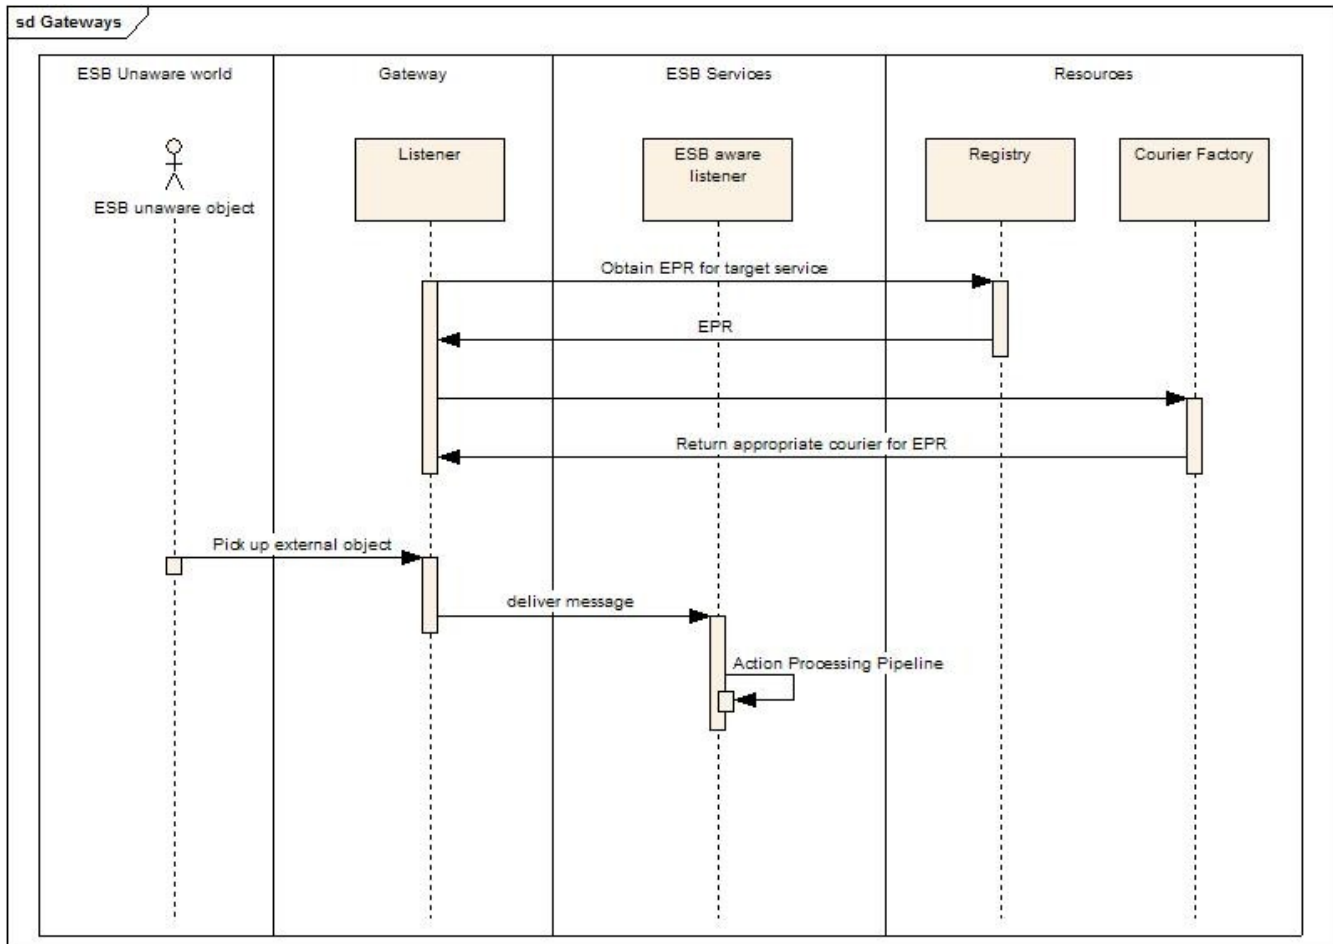 sd Gateways
ESB Unaware world
Gateway
ESB Services
Resources
Listener
ESB aware
listener
Registry
Courier Factory
ESB unaware object
Obtain EPR for target service
EPR
Return appropriate courier for EPR
Pick up external object
deliver message
Action Processing Pipeline